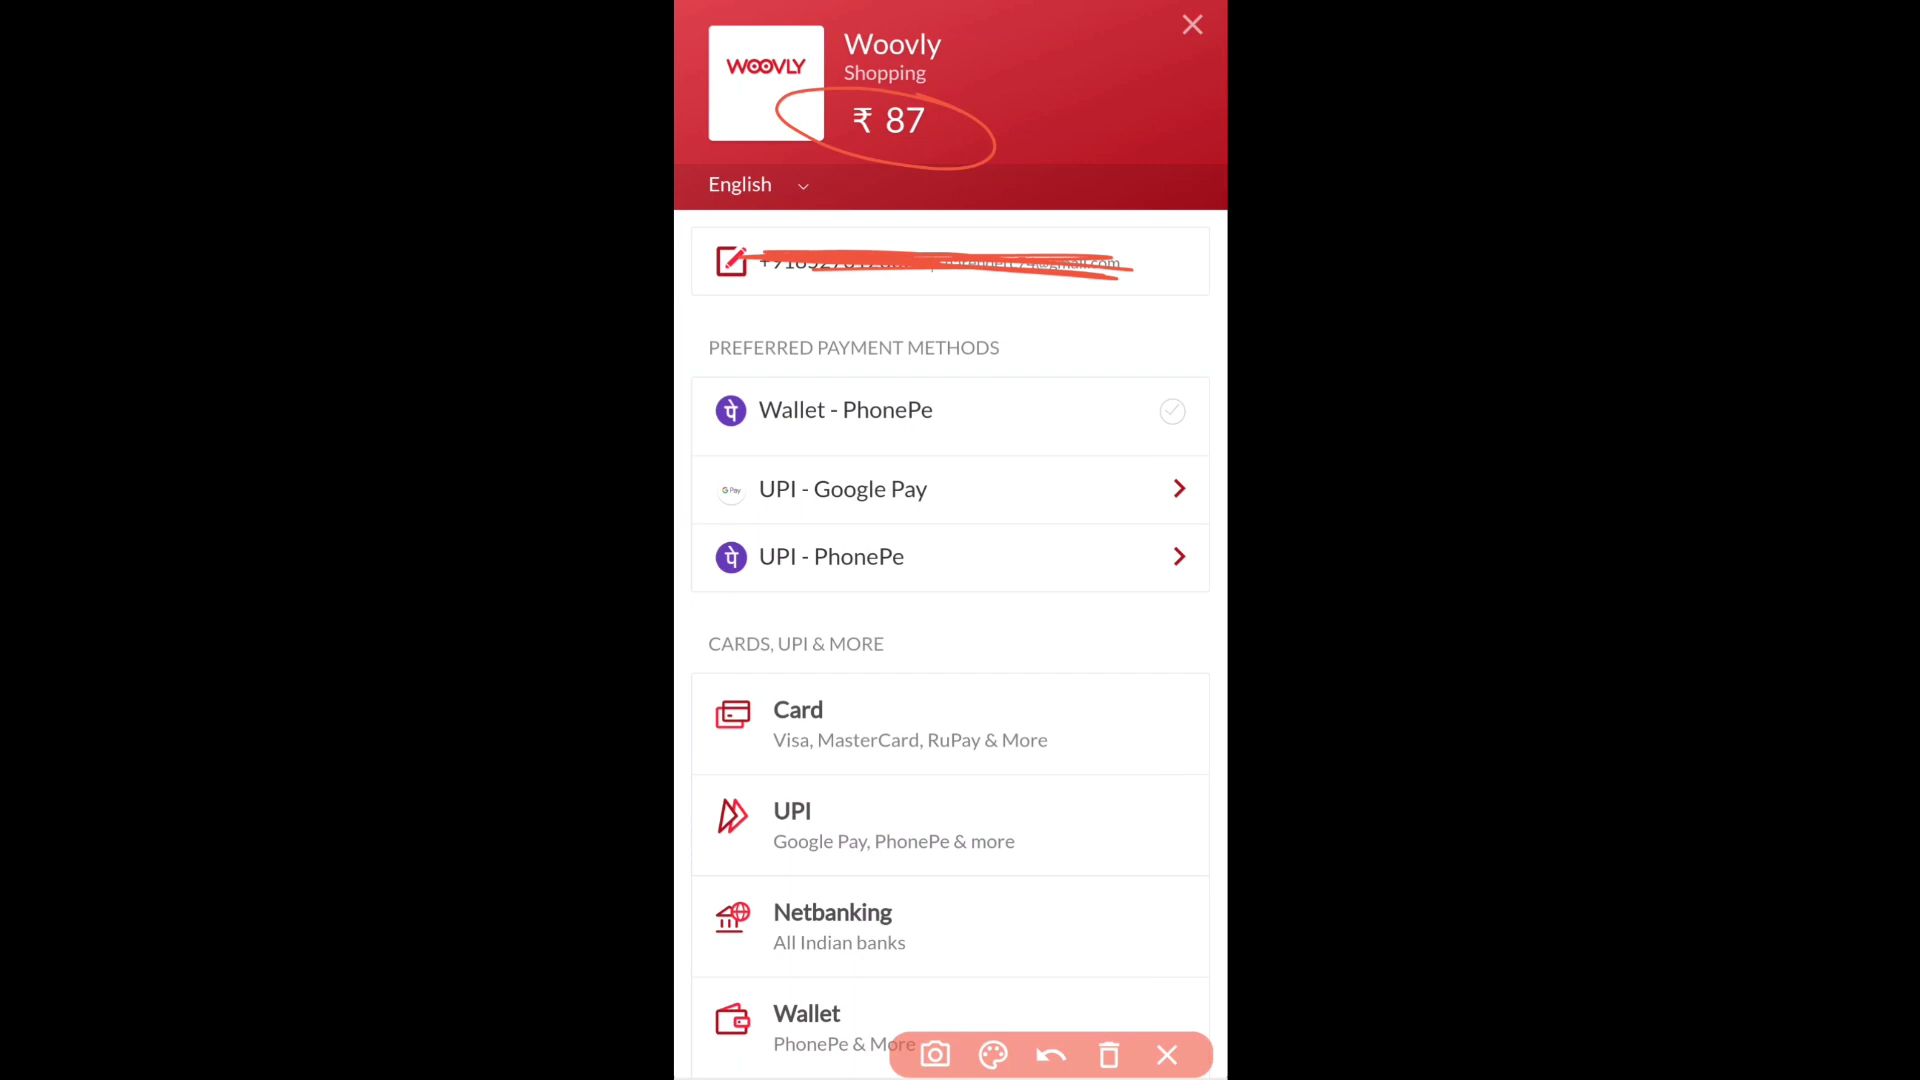 WOOVLY
Woovly
Shopping
₹ 87
English
PREFERRED PAYMENT METHODS
पे
Wallet - PhonePe
G Pay
UPI - Google Pay
पे
UPI - PhonePe
CARDS, UPI & MORE
Card
Visa, MasterCard, RuPay & More
UPI
Google Pay, PhonePe & more
Netbanking
All Indian banks
Wallet
PhonePe & More